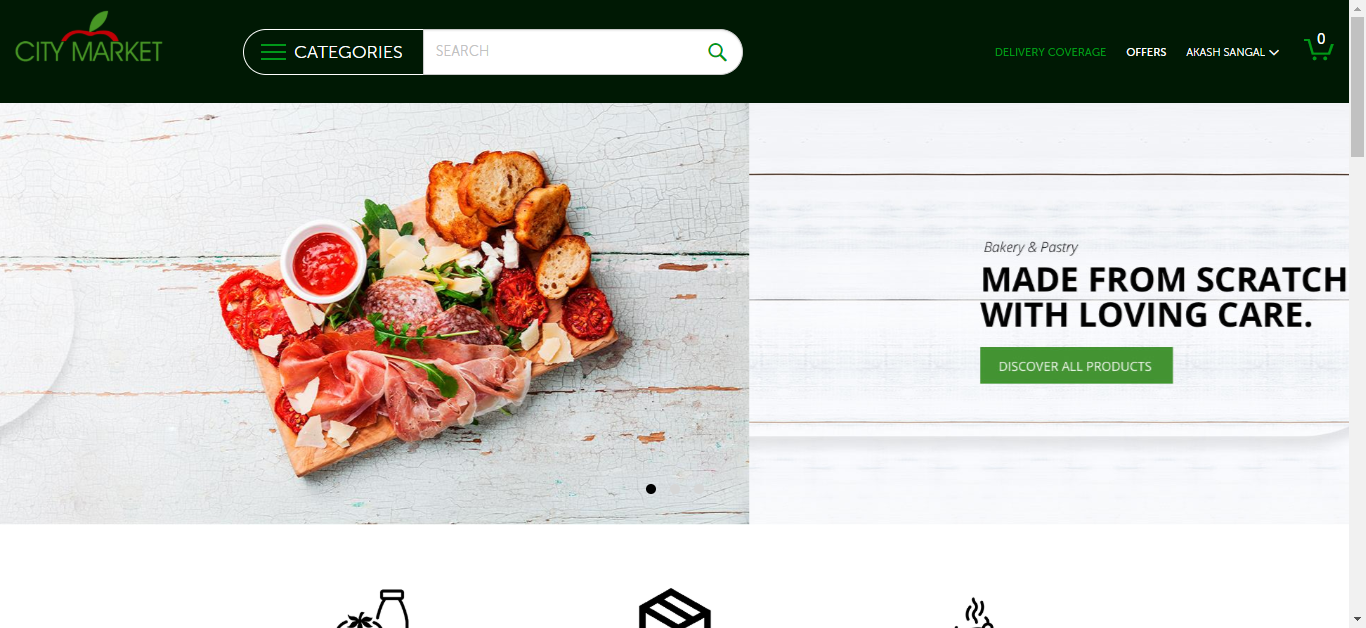 CITY MARKET
CATEGORIES
SEARCH
DELIVERY COVERAGE
OFFERS
AKASH SANGAL
0
Bakery & Pastry
MADE FROM SCRATCH
WITH LOVING CARE.
DISCOVER ALL PRODUCTS